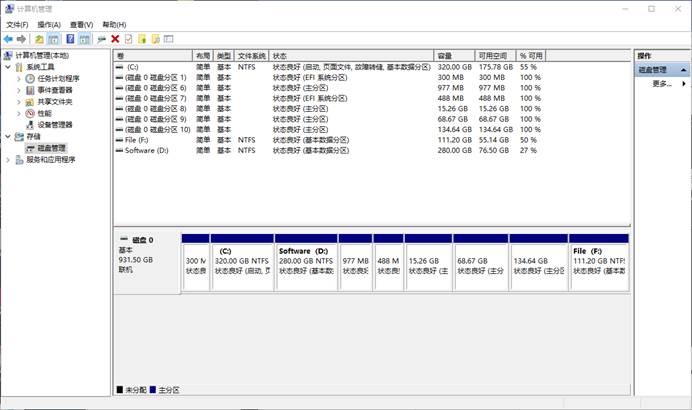 计算机管理
文件(F) 操作(A) 查看(V) 帮助(H)
计算机管理(本地)
系统工具
任务计划程序
事件查看器
共享文件夹
性能
设备管理器
存储
磁盘管理
服务和应用程序
卷 布局 类型 文件系统 状态 容量 可用空间 % 可用
(C:) 简单 基本 NTFS 状态良好 (启动, 页面文件, 故障转储, 基本数据分区) 320.00 GB 175.78 GB 55 %
(磁盘 0 磁盘分区 1) 简单 基本 状态良好 (EFI 系统分区) 300 MB 300 MB 100 %
(磁盘 0 磁盘分区 6) 简单 基本 状态良好 (主分区) 977 MB 977 MB 100 %
(磁盘 0 磁盘分区 7) 简单 基本 状态良好 (EFI 系统分区) 488 MB 488 MB 100 %
(磁盘 0 磁盘分区 8) 简单 基本 状态良好 (主分区) 15.26 GB 15.26 GB 100 %
(磁盘 0 磁盘分区 9) 简单 基本 状态良好 (主分区) 68.67 GB 68.67 GB 100 %
(磁盘 0 磁盘分区 10) 简单 基本 状态良好 (主分区) 134.64 GB 134.64 GB 100 %
File (F:) 简单 基本 NTFS 状态良好 (基本数据分区) 111.20 GB 55.14 GB 50 %
Software (D:) 简单 基本 NTFS 状态良好 (基本数据分区) 280.00 GB 76.50 GB 27 %
操作
磁盘管理
更多...
磁盘 0
基本
931.50 GB
联机
(C:) Software (D:) File (F:)
300 M 320.00 GB NTFS 280.00 GB NTFS 977 MB 488 M 15.26 GB 68.67 GB 134.64 GB 111.20 GB NTFS
状态良 状态良好 (启动, 页 状态良好 (基本数据 状态良好 状态良 状态良好 (主 状态良好 (主分 状态良好 (主分区 状态良好 (基本数
未分配 主分区